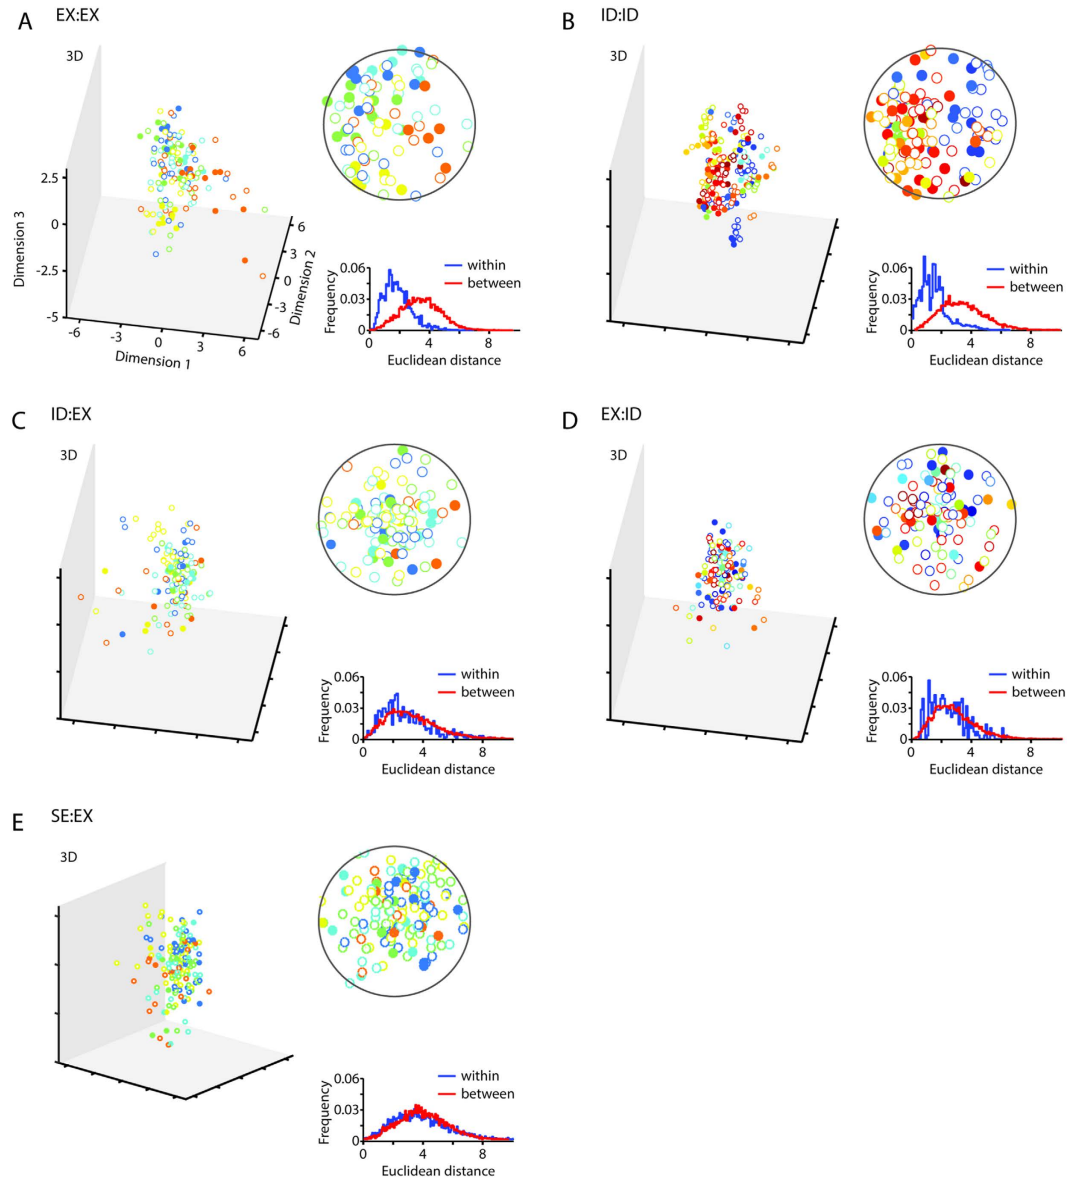 A EX:EX
3D
2.5
0
-2.5
-5
Dimension 3
-6 -3 0 3 6
Dimension 1
6
3
0
-3
-6
Dimension 2
within
between
0.06
0.03
0
Frequency
0 4 8
Euclidean distance
B ID:ID
3D
within
between
0.06
0.03
0
Frequency
0 4 8
Euclidean distance
C ID:EX
3D
within
between
0.06
0.03
0
Frequency
0 4 8
Euclidean distance
D EX:ID
3D
within
between
0.06
0.03
0
Frequency
0 4 8
Euclidean distance
E SE:EX
3D
within
between
0.06
0.03
0
Frequency
0 4 8
Euclidean distance